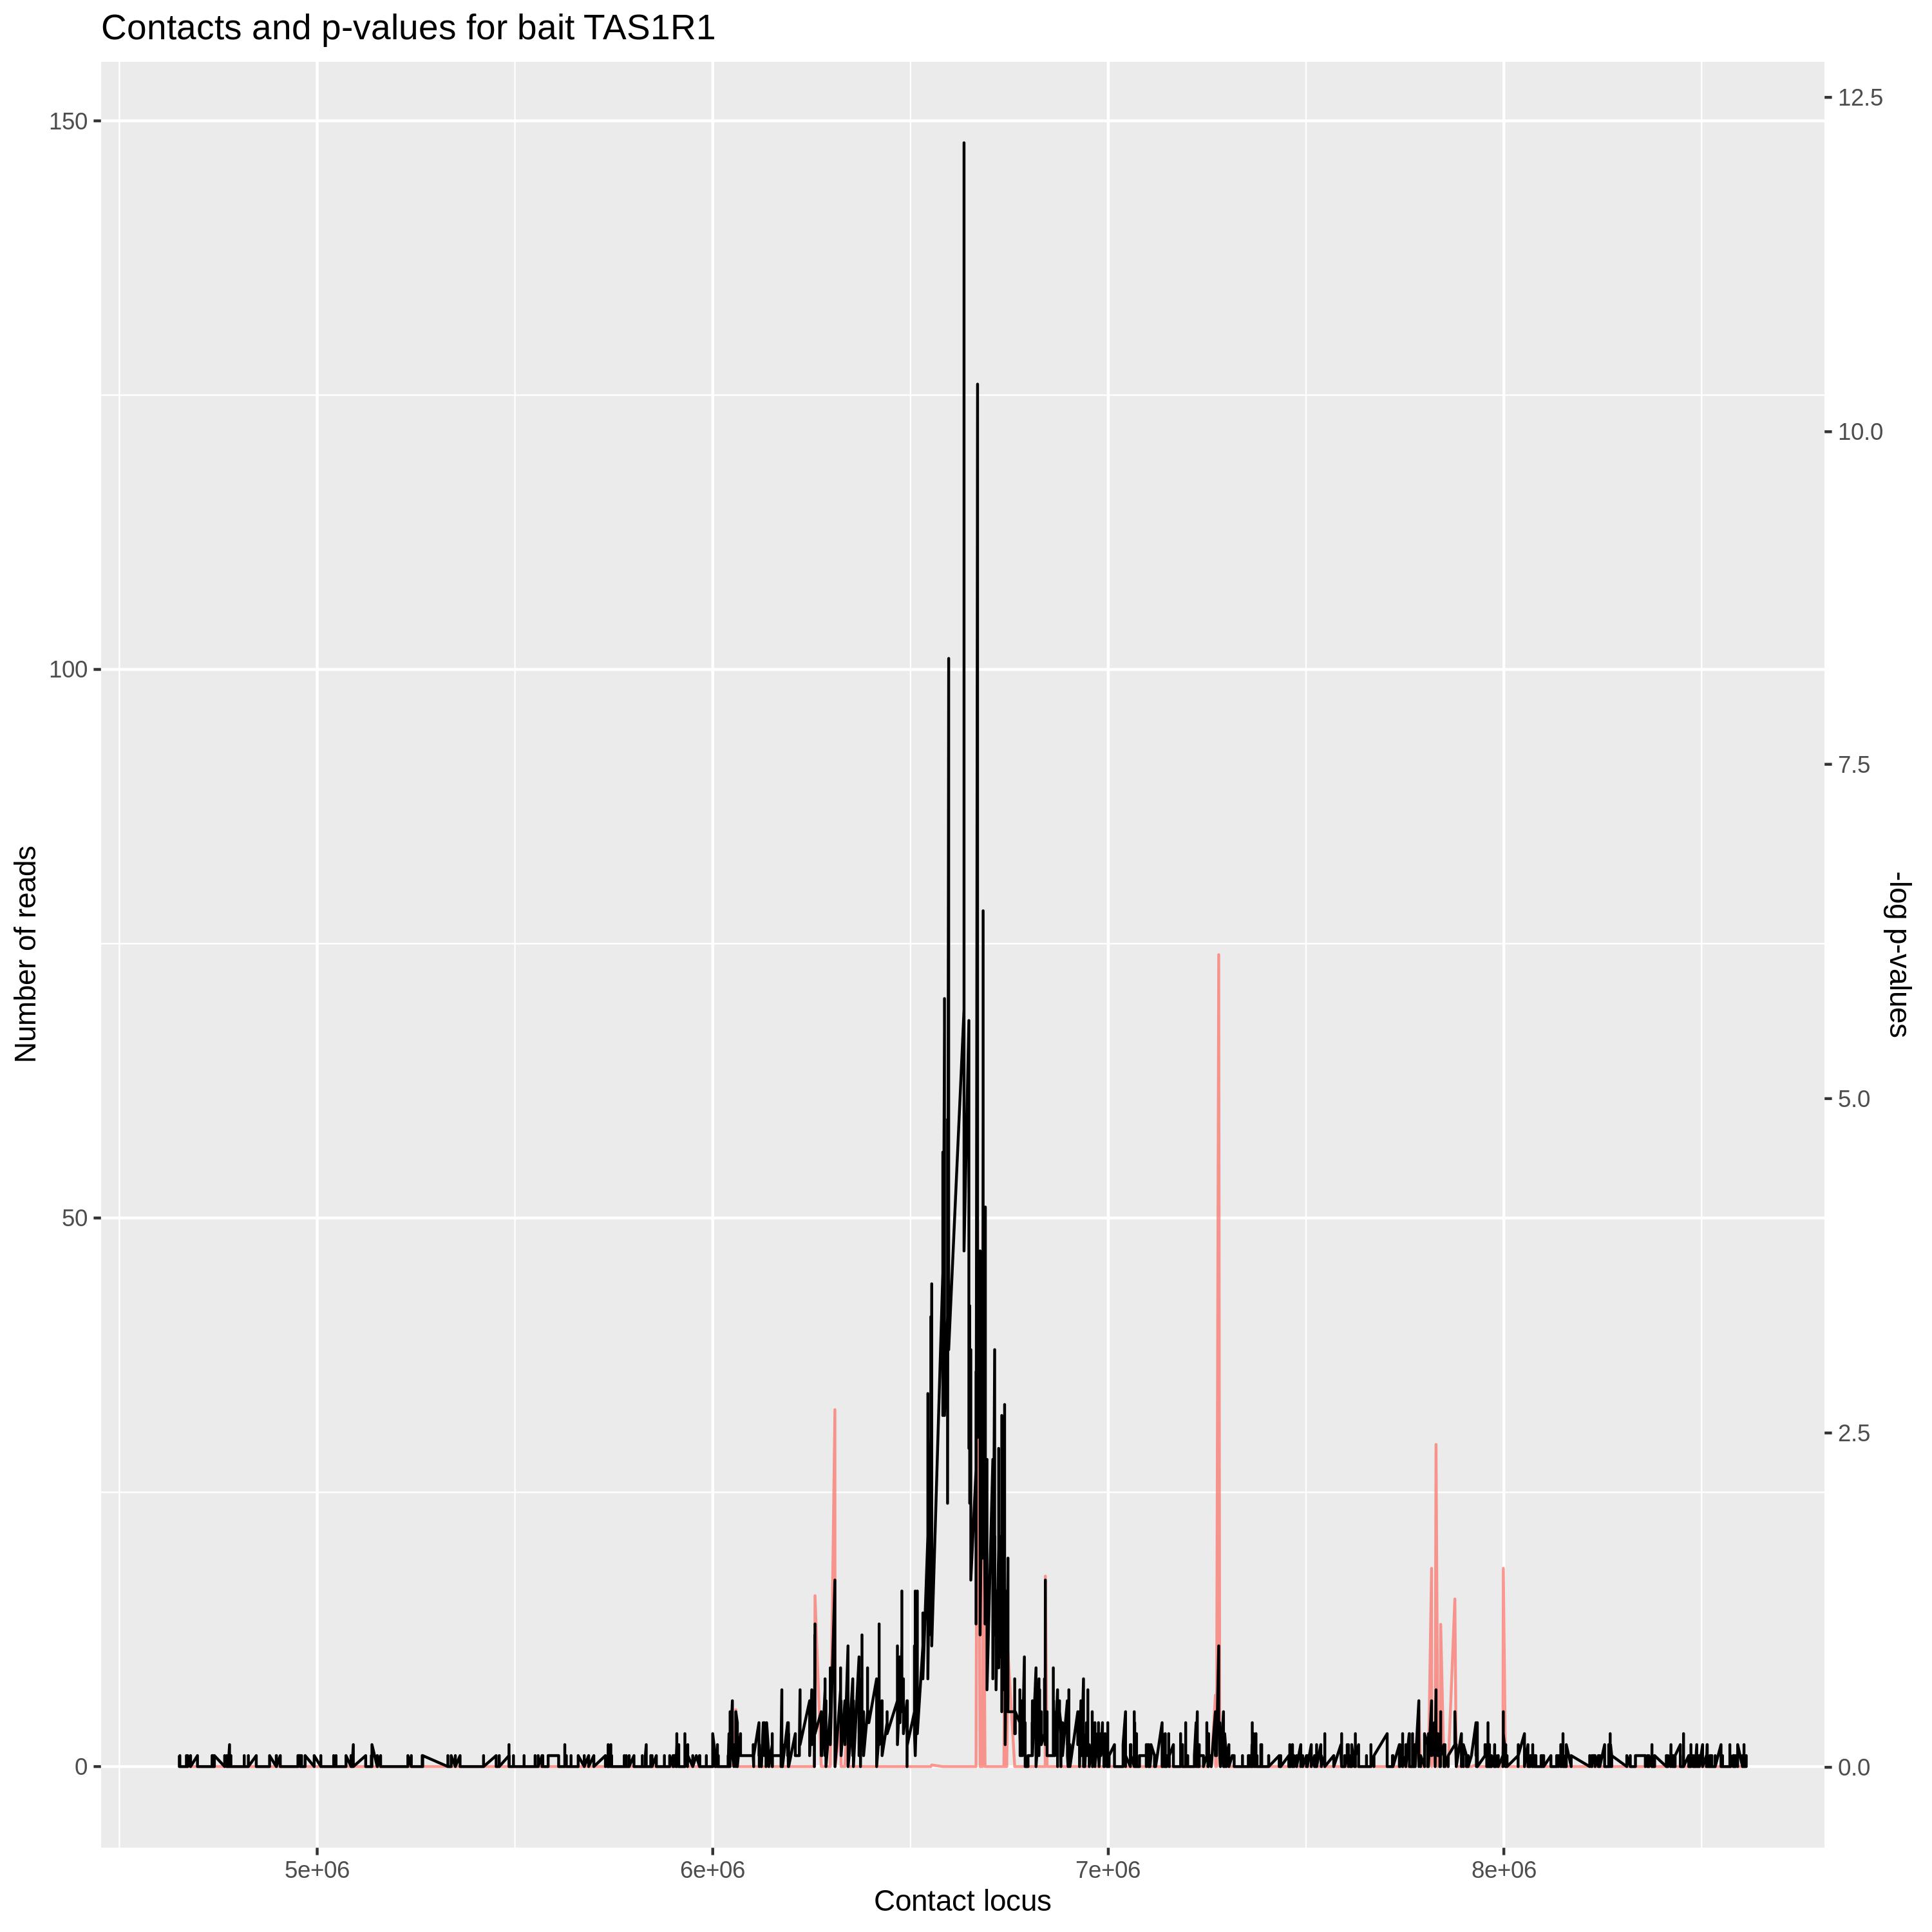 Contacts and p-values for bait TAS1R1
150
100
50
0
Number of reads
12.5
10.0
7.5
5.0
2.5
0.0
-log p-values
5e+06
6e+06
7e+06
8e+06
Contact locus